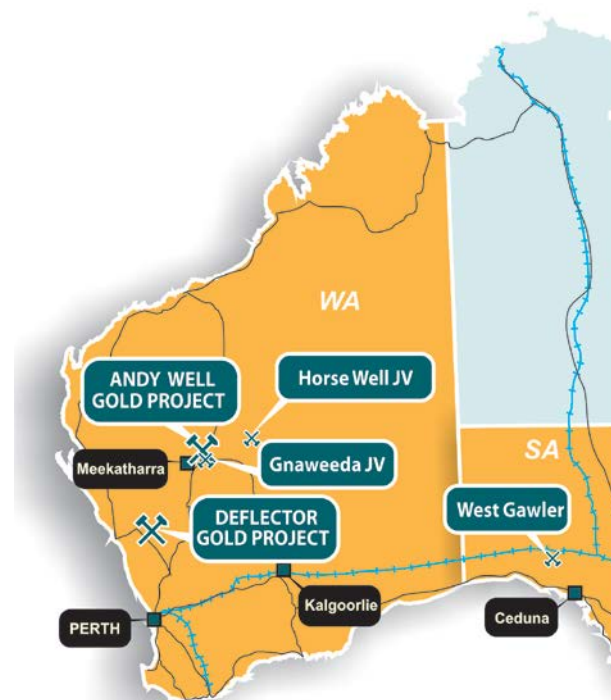 WA
ANDY WELL
GOLD PROJECT
Horse Well JV
Meekatharra
Gnaweeda JV
SA
DEFLECTOR
GOLD PROJECT
West Gawler
PERTH
Kalgoorlie
Ceduna